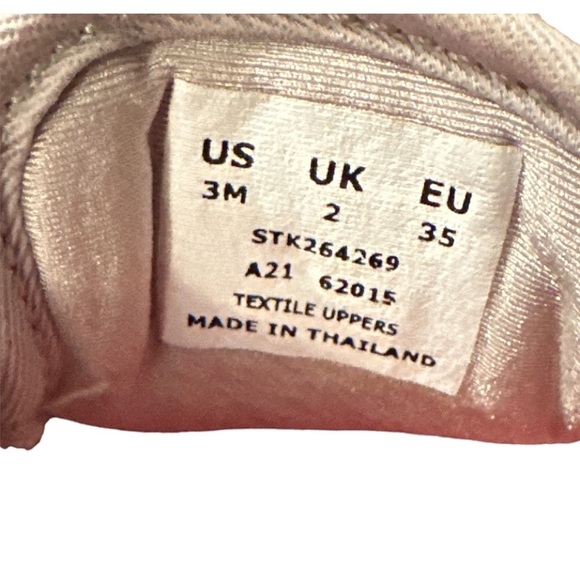 US UK EU
3M 2 35
STK264269
A21 62015
TEXTILE UPPERS
MADE IN THAILAND